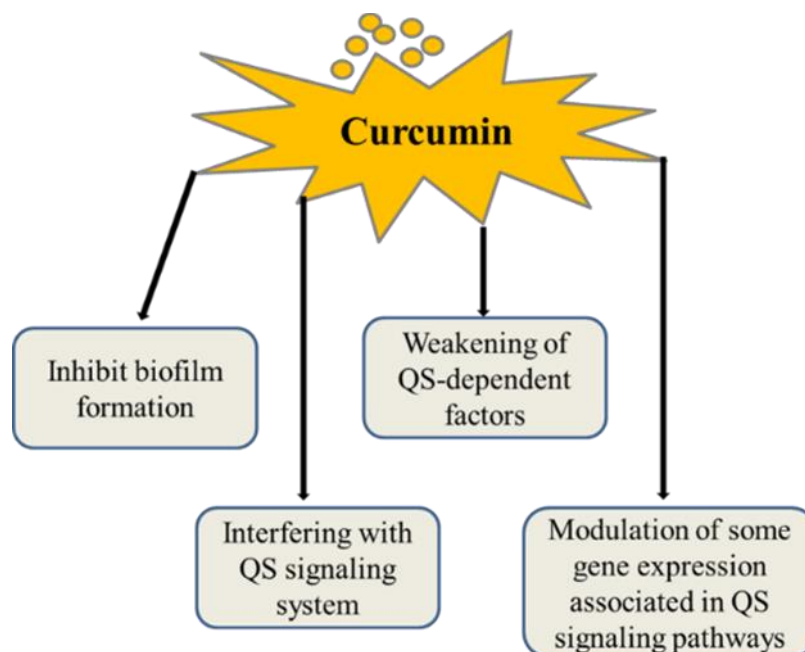 Curcumin
Inhibit biofilm
formation
Weakening of
QS-dependent
factors
Interfering with
QS signaling
system
Modulation of some
gene expression
associated in QS
signaling pathways